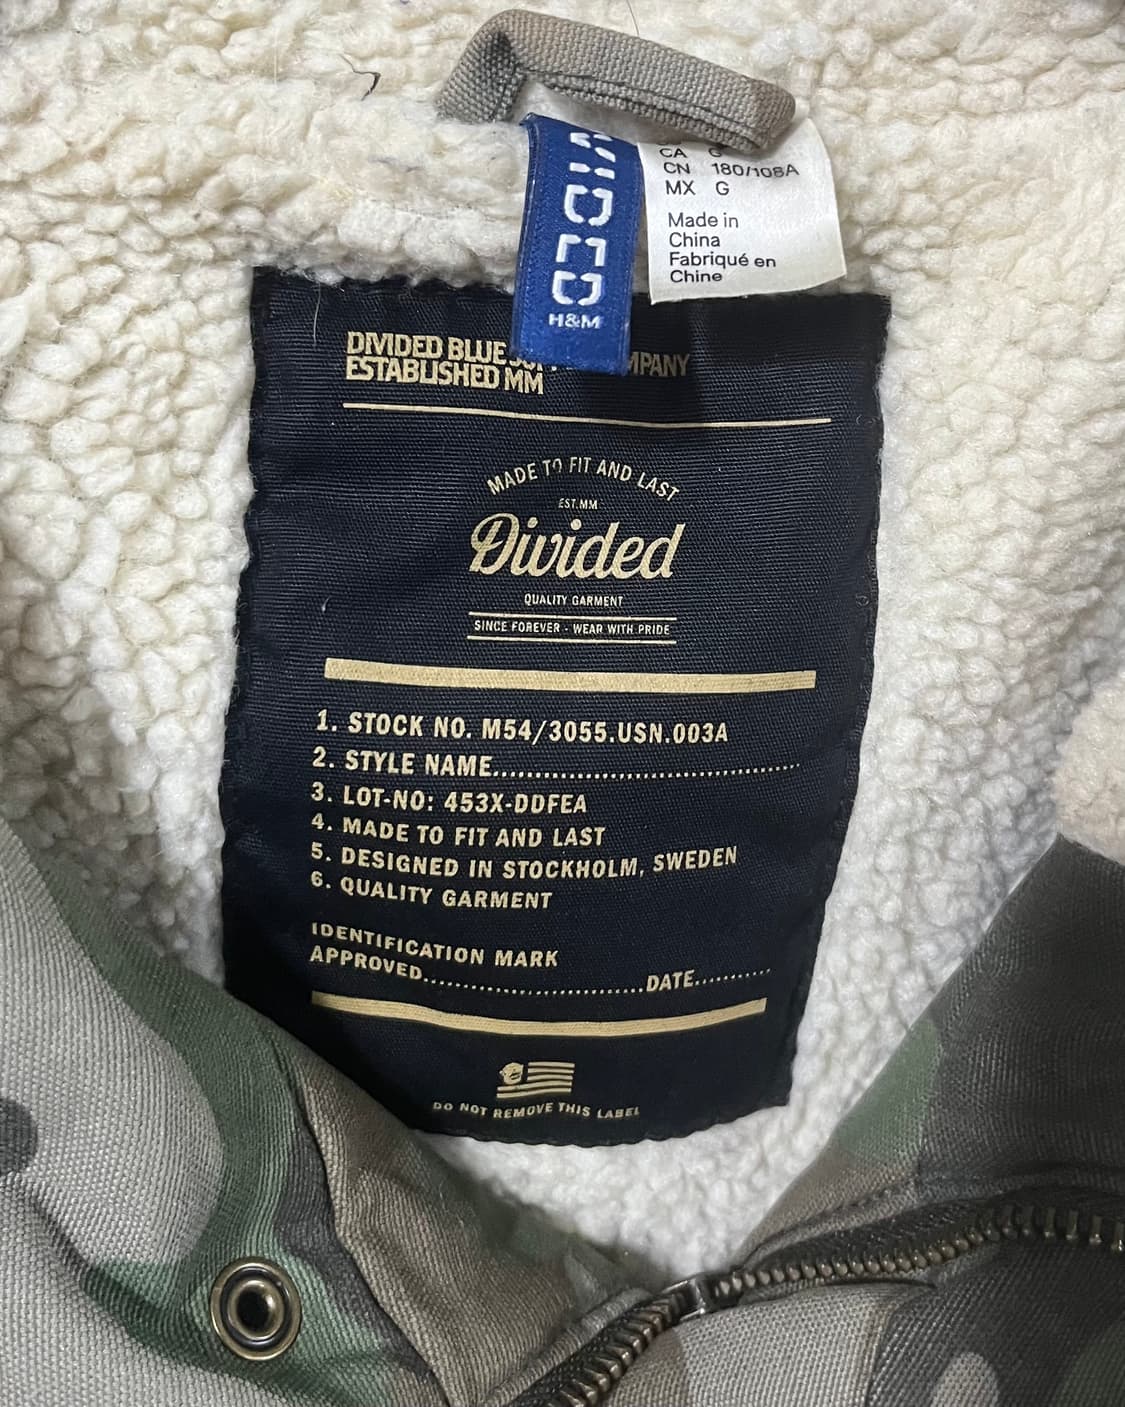 CA G
CN 180/108A
MX G
Made in
China
Fabriqué en
Chine
H&M
DIVIDED BLUE
ESTABLISHED MM
MADE TO FIT AND LAST
EST.MM
Divided
QUALITY GARMENT
SINCE FOREVER - WEAR WITH PRIDE
1. STOCK NO. M54/3055.USN.003A
2. STYLE NAME......................................
3. LOT-NO: 453X-DDFEA
4. MADE TO FIT AND LAST
5. DESIGNED IN STOCKHOLM, SWEDEN
6. QUALITY GARMENT
IDENTIFICATION MARK
APPROVED............................DATE..........
DO NOT REMOVE THIS LABEL